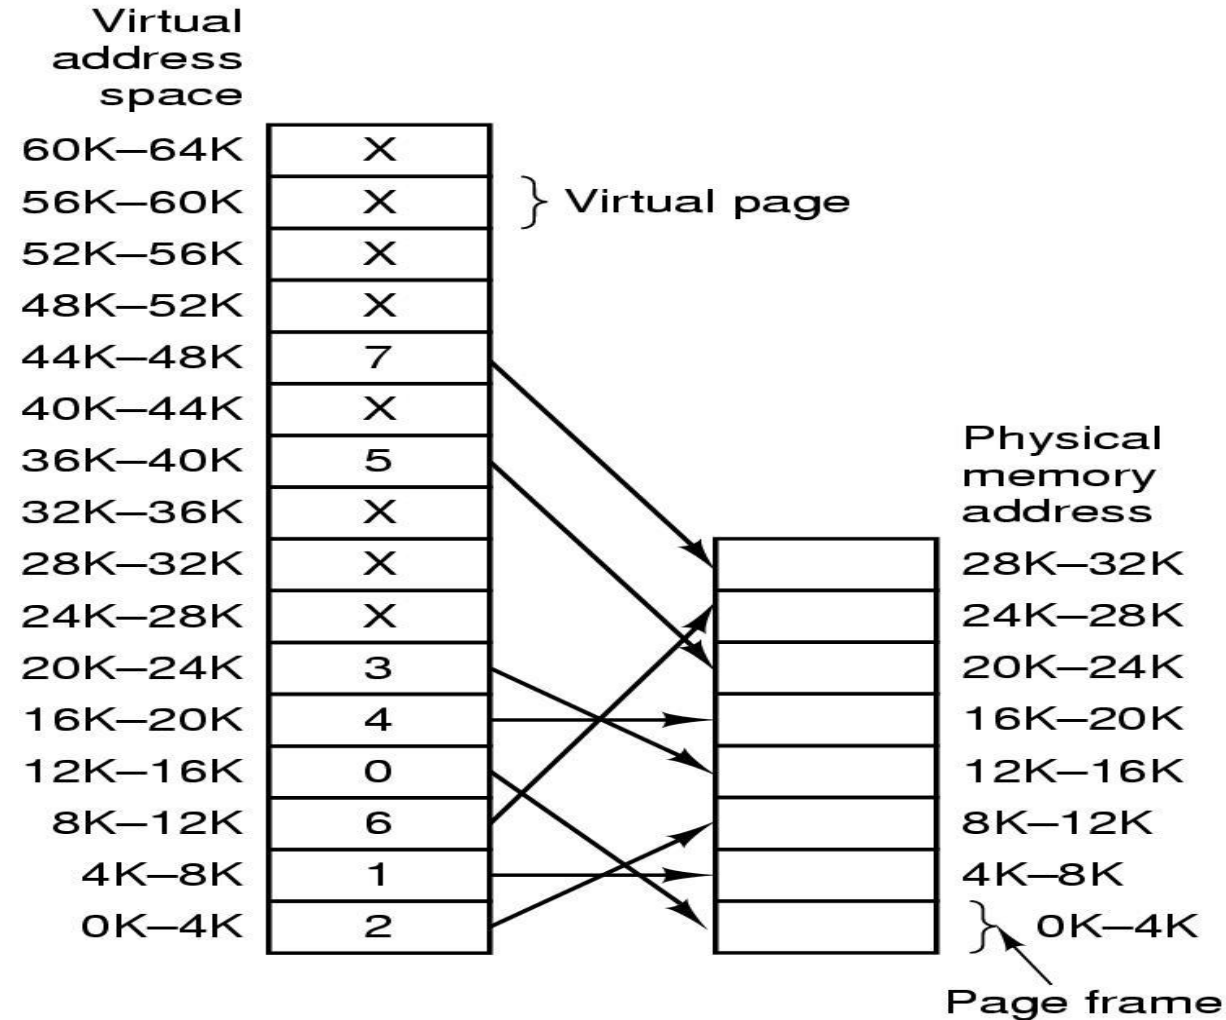 Virtual
address
space
60K–64K X
56K–60K X Virtual page
52K–56K X
48K–52K X
44K–48K 7
40K–44K X
36K–40K 5
32K–36K X
28K–32K X
24K–28K X
20K–24K 3
16K–20K 4
12K–16K 0
8K–12K 6
4K–8K 1
0K–4K 2
Physical
memory
address
28K–32K
24K–28K
20K–24K
16K–20K
12K–16K
8K–12K
4K–8K
0K–4K
Page frame